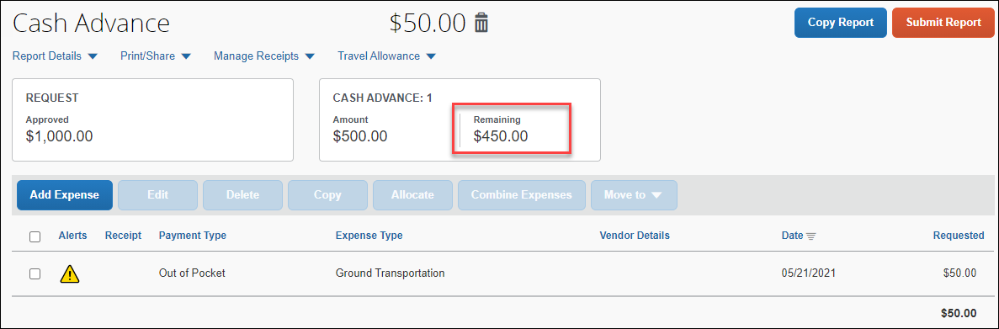 Cash Advance $50.00
Copy Report Submit Report
Report Details Print/Share Manage Receipts Travel Allowance
REQUEST
Approved
$1,000.00
CASH ADVANCE: 1
Amount Remaining
$500.00 $450.00
Add Expense Edit Delete Copy Allocate Combine Expenses Move to
Alerts Receipt Payment Type Expense Type Vendor Details Date Requested
Out of Pocket Ground Transportation 05/21/2021 $50.00
$50.00